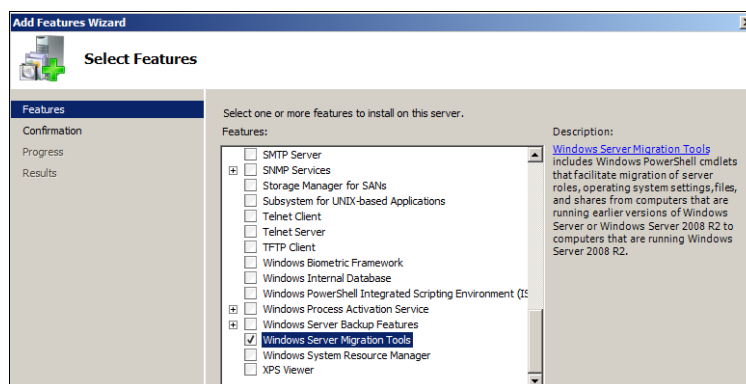 Add Features Wizard
Select Features
Features
Confirmation
Progress
Results
Select one or more features to install on this server.
Features:
SMTP Server
SNMP Services
Storage Manager for SANs
Subsystem for UNIX-based Applications
Telnet Client
Telnet Server
TFTP Client
Windows Biometric Framework
Windows Internal Database
Windows PowerShell Integrated Scripting Environment (IS
Windows Process Activation Service
Windows Server Backup Features
Windows Server Migration Tools
Windows System Resource Manager
XPS Viewer
Description:
Windows Server Migration Tools
includes Windows PowerShell cmdlets
that facilitate migration of server
roles, operating system settings,files,
and shares from computers that are
running earlier versions of Windows
Server or Windows Server 2008 R2 to
computers that are running Windows
Server 2008 R2.